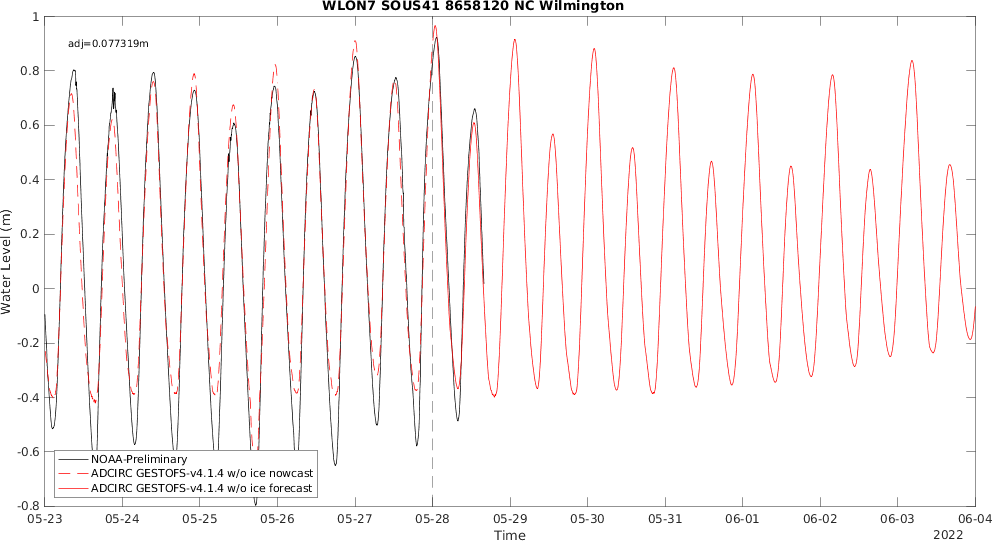 WLON7 SOUS41 8658120 NC Wilmington
adj=0.077319m
1
0.8
0.6
0.4
0.2
0
-0.2
-0.4
-0.6
-0.8
Water Level (m)
NOAA-Preliminary
ADCIRC GESTOFS-v4.1.4 w/o ice nowcast
ADCIRC GESTOFS-v4.1.4 w/o ice forecast
05-23 05-24 05-25 05-26 05-27 05-28 05-29 05-30 05-31 06-01 06-02 06-03 06-04
Time
2022